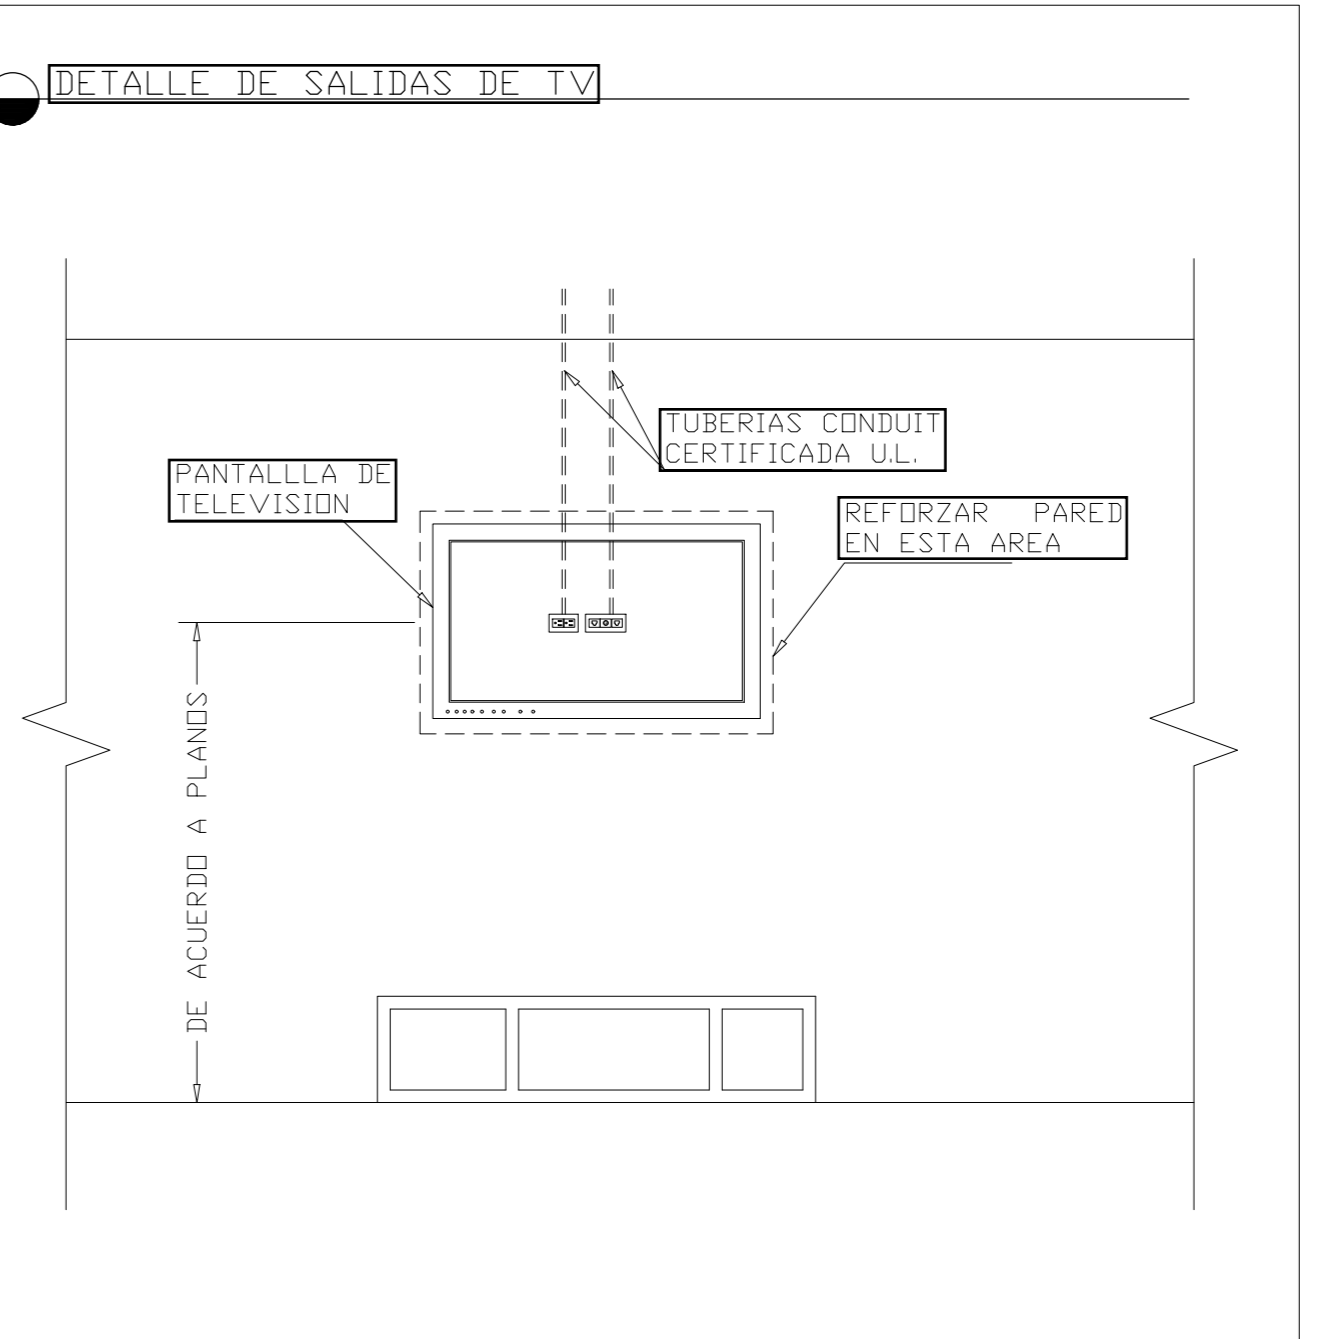 DETALLE DE SALIDAS DE TV
TUBERIAS CONDUIT
CERTIFICADA U.L.
PANTALLLA DE
TELEVISION
REFORZAR PARED
EN ESTA AREA
DE ACUERDO A PLANOS